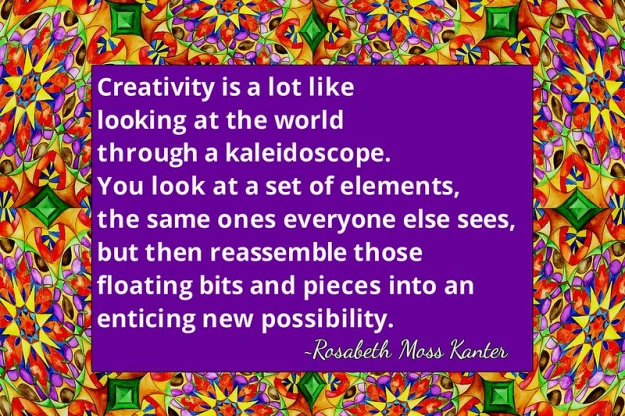 Creativity is a lot like
looking at the world
through a kaleidoscope.
You look at a set of elements,
the same ones everyone else sees,
but then reassemble those
floating bits and pieces into an
enticing new possibility.
~Rosabeth Moss Kanter